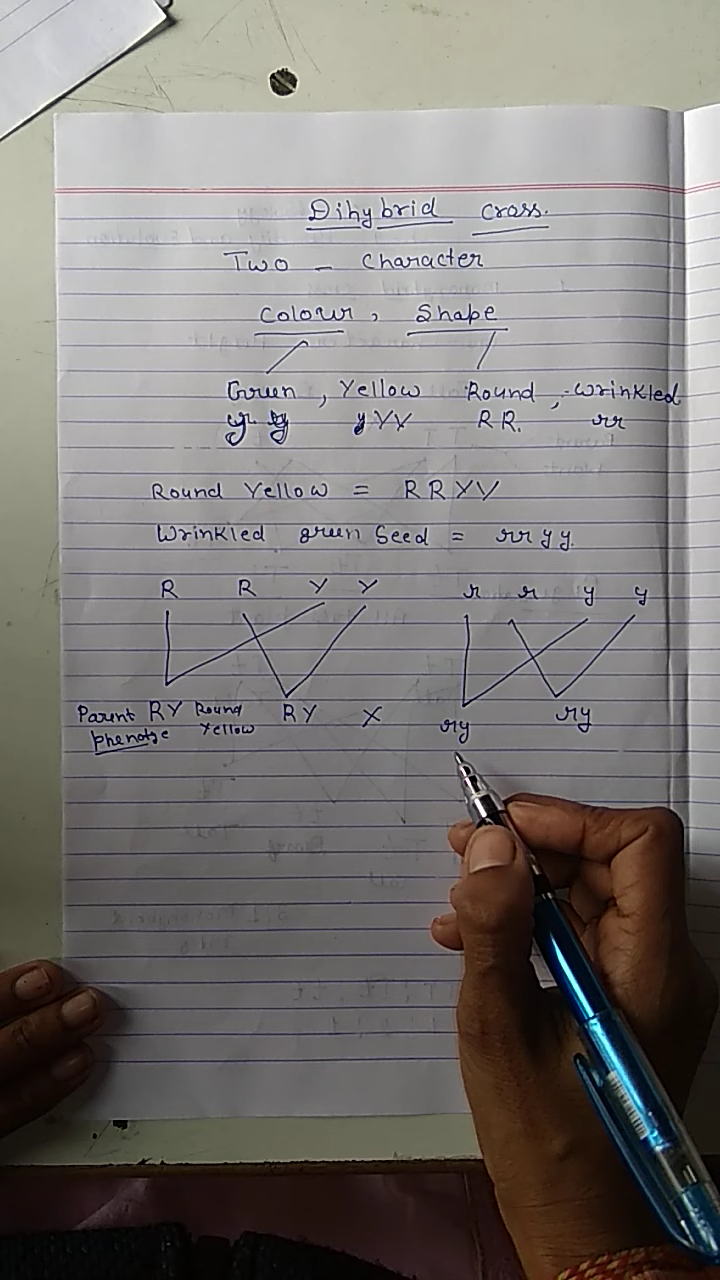 Dihybrid Cross.
Two - Character
Colour, Shape
Green, Yellow Round, Wrinkled
yy YY RR. rr
Round Yellow = RRYY
Wrinkled green Seed = rryy.
R R Y Y r r y y
Parent RY Round RY X ry ry
Yellow